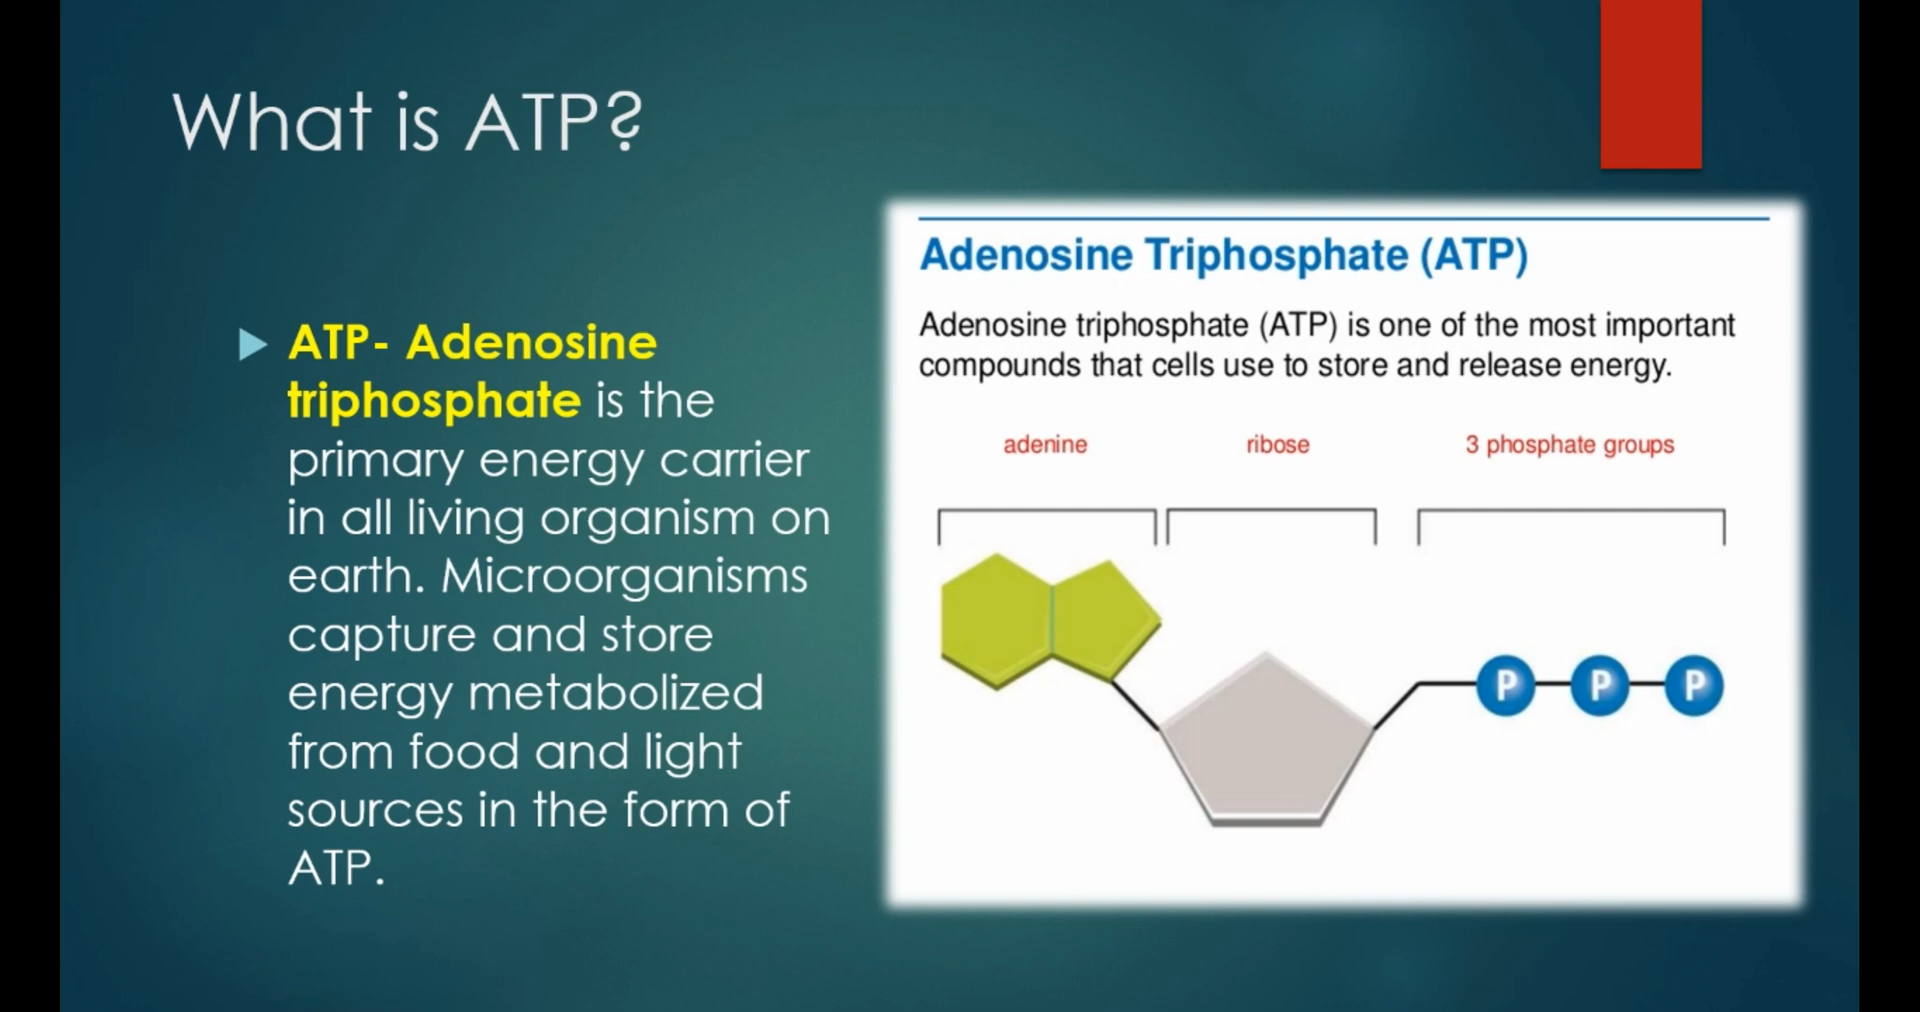 What is ATP?
ATP- Adenosine
triphosphate is the
primary energy carrier
in all living organism on
earth. Microorganisms
capture and store
energy metabolized
from food and light
sources in the form of
ATP.
Adenosine Triphosphate (ATP)
Adenosine triphosphate (ATP) is one of the most important
compounds that cells use to store and release energy.
adenine ribose 3 phosphate groups
P P P